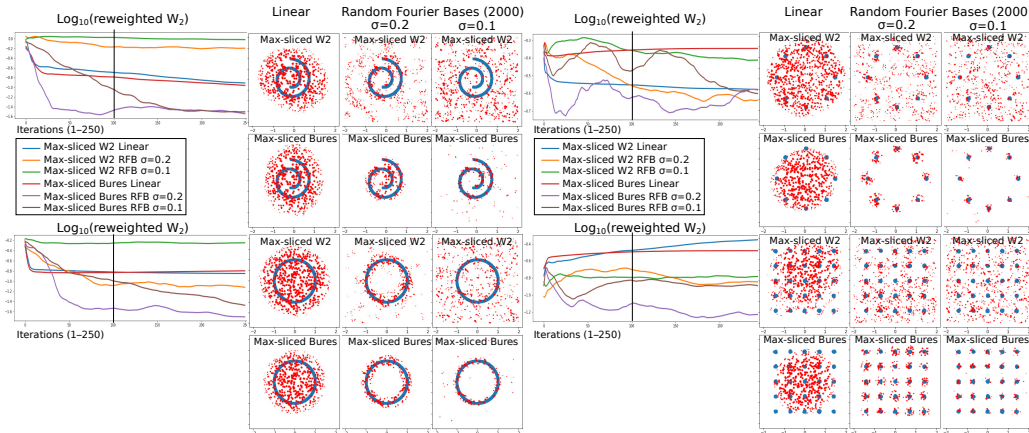 Log₁₀(reweighted W₂)
Linear
Random Fourier Bases (2000)
σ=0.2 σ=0.1
Max-sliced W2 Max-sliced W2 Max-sliced W2
Iterations (1–250)
Max-sliced W2 Linear
Max-sliced W2 RFB σ=0.2
Max-sliced W2 RFB σ=0.1
Max-sliced Bures Linear
Max-sliced Bures RFB σ=0.2
Max-sliced Bures RFB σ=0.1
Max-sliced Bures Max-sliced Bures Max-sliced Bures
Log₁₀(reweighted W₂)
Max-sliced W2 Max-sliced W2 Max-sliced W2
Iterations (1–250)
Max-sliced Bures Max-sliced Bures Max-sliced Bures
Log₁₀(reweighted W₂)
Linear
Random Fourier Bases (2000)
σ=0.2 σ=0.1
Max-sliced W2 Max-sliced W2 Max-sliced W2
Iterations (1–250)
Max-sliced W2 Linear
Max-sliced W2 RFB σ=0.2
Max-sliced W2 RFB σ=0.1
Max-sliced Bures Linear
Max-sliced Bures RFB σ=0.2
Max-sliced Bures RFB σ=0.1
Max-sliced Bures Max-sliced Bures Max-sliced Bures
Log₁₀(reweighted W₂)
Max-sliced W2 Max-sliced W2 Max-sliced W2
Iterations (1–250)
Max-sliced Bures Max-sliced Bures Max-sliced Bures